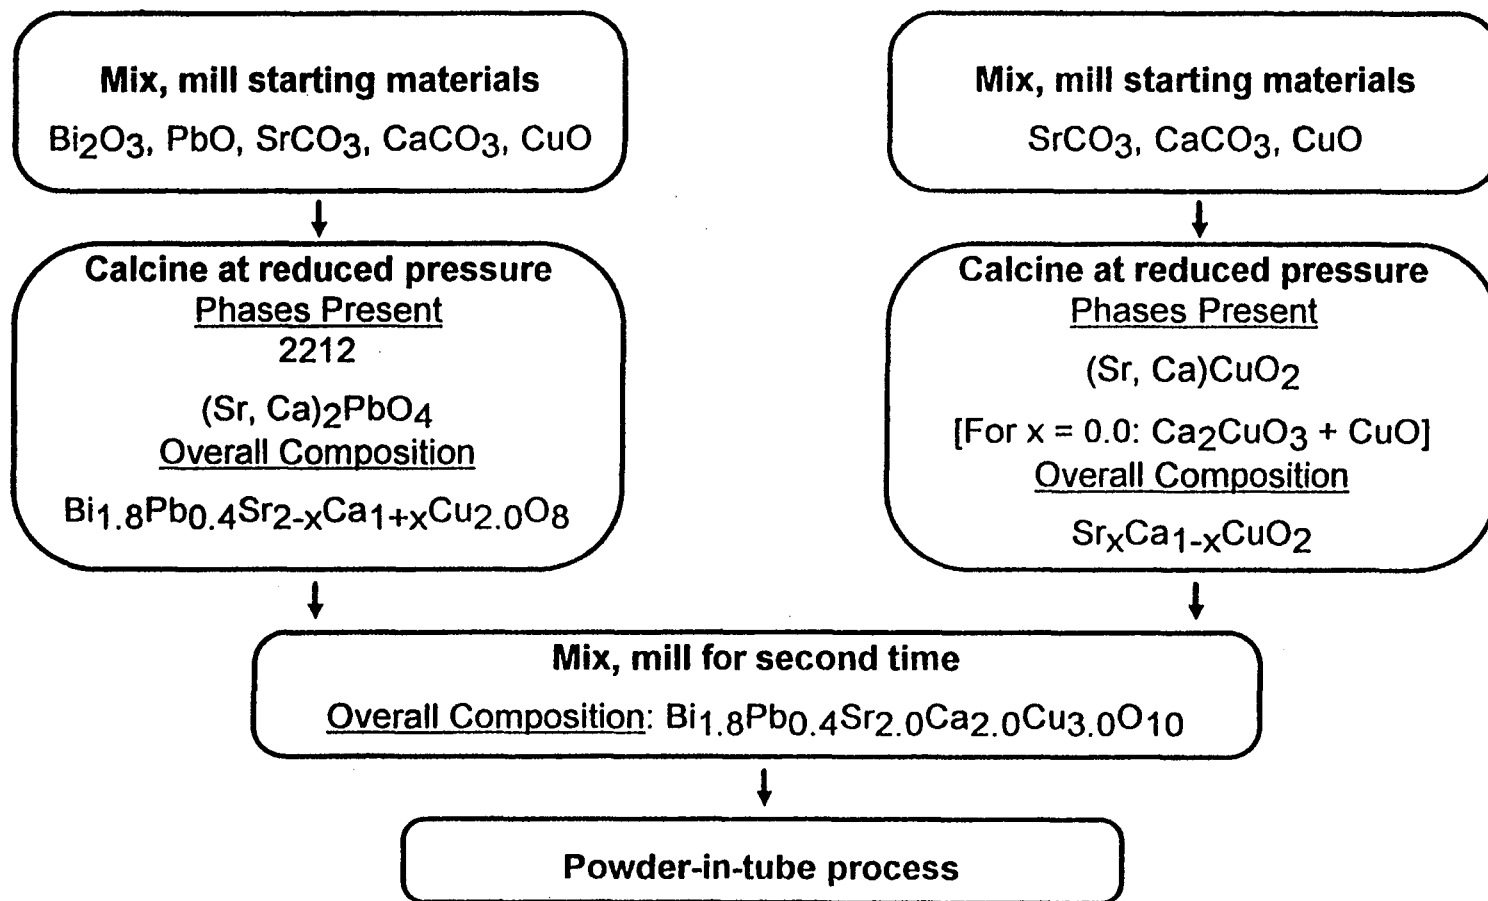 Mix, mill starting materials
Bi2O3, PbO, SrCO3, CaCO3, CuO
Calcine at reduced pressure
Phases Present
2212
(Sr, Ca)2PbO4
Overall Composition
Bi1.8Pb0.4Sr2-xCa1+xCu2.0O8
Mix, mill starting materials
SrCO3, CaCO3, CuO
Calcine at reduced pressure
Phases Present
(Sr, Ca)CuO2
[For x = 0.0: Ca2CuO3 + CuO]
Overall Composition
SrxCa1-xCuO2
Mix, mill for second time
Overall Composition: Bi1.8Pb0.4Sr2.0Ca2.0Cu3.0O10
Powder-in-tube process